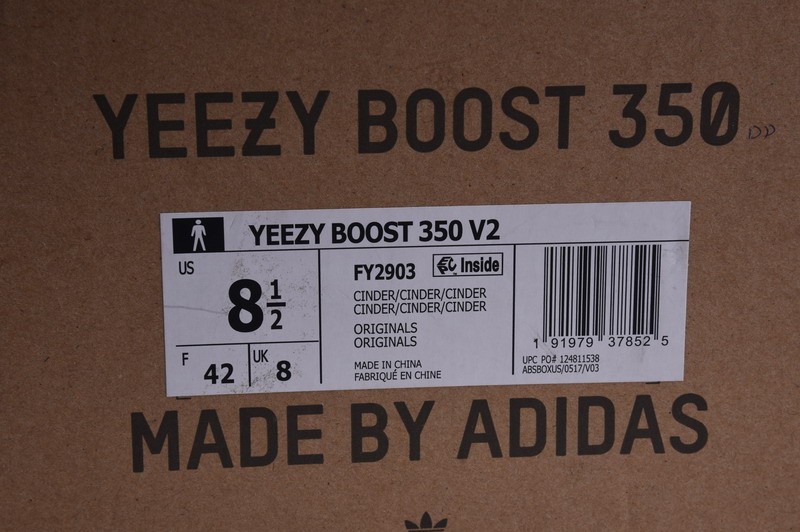 YEEZY BOOST 350
YEEZY BOOST 350 V2
US
8 1/2
F 42
UK 8
FY2903
Inside
CINDER/CINDER/CINDER
CINDER/CINDER/CINDER
ORIGINALS
ORIGINALS
MADE IN CHINA
FABRIQUÉ EN CHINE
1 91979 37852 5
UPC PO# 124811538
ABSBOXUS/0517/V03
MADE BY ADIDAS